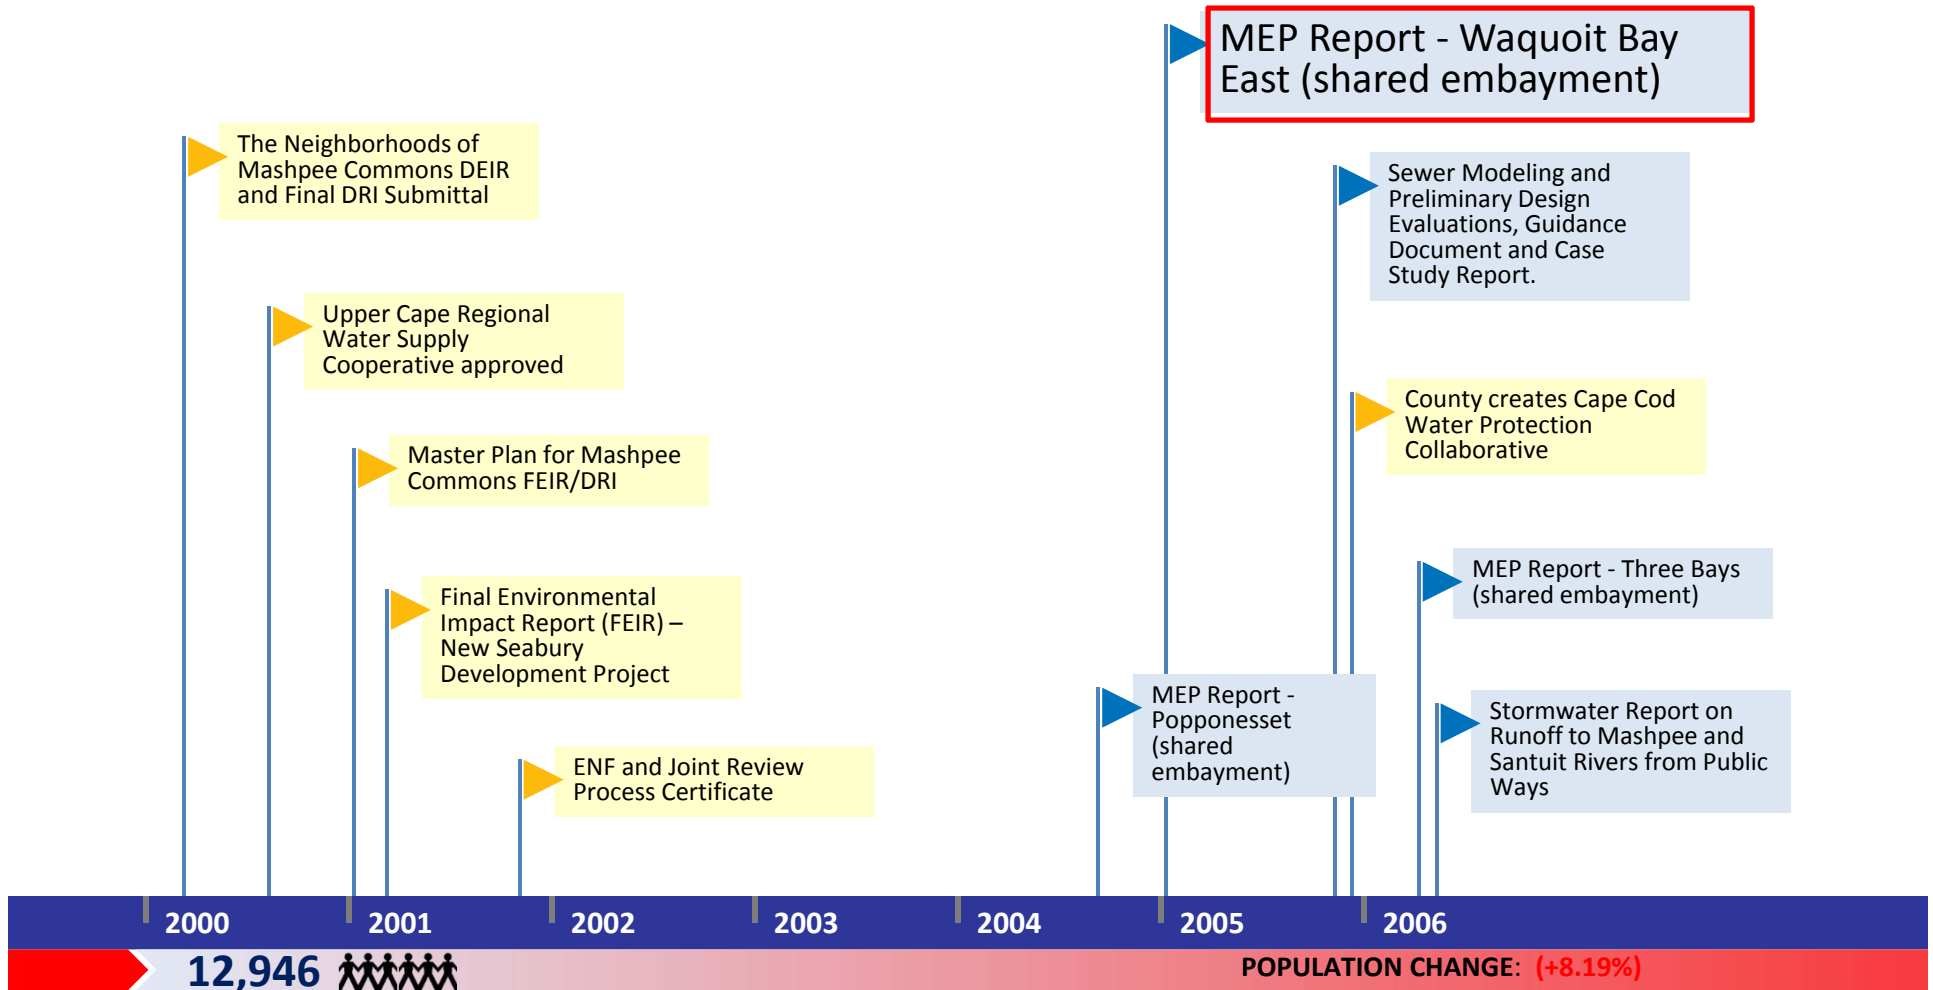 MEP Report - Waquoit Bay
East (shared embayment)
The Neighborhoods of
Mashpee Commons DEIR
and Final DRI Submittal
Sewer Modeling and
Preliminary Design
Evaluations, Guidance
Document and Case
Study Report.
Upper Cape Regional
Water Supply
Cooperative approved
County creates Cape Cod
Water Protection
Collaborative
Master Plan for Mashpee
Commons FEIR/DRI
MEP Report - Three Bays
(shared embayment)
Final Environmental
Impact Report (FEIR) –
New Seabury
Development Project
MEP Report -
Popponesset
(shared
embayment)
Stormwater Report on
Runoff to Mashpee and
Santuit Rivers from Public
Ways
ENF and Joint Review
Process Certificate
2000 2001 2002 2003 2004 2005 2006
12,946 POPULATION CHANGE: (+8.19%)